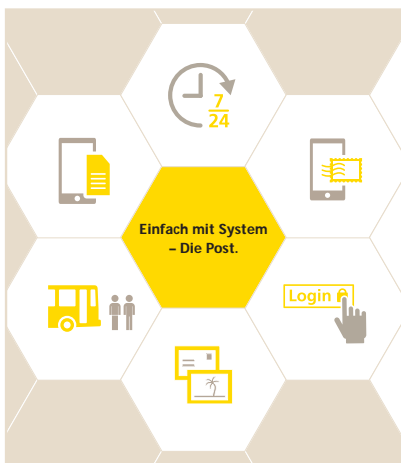 7
24
Einfach mit System
– Die Post.
Login